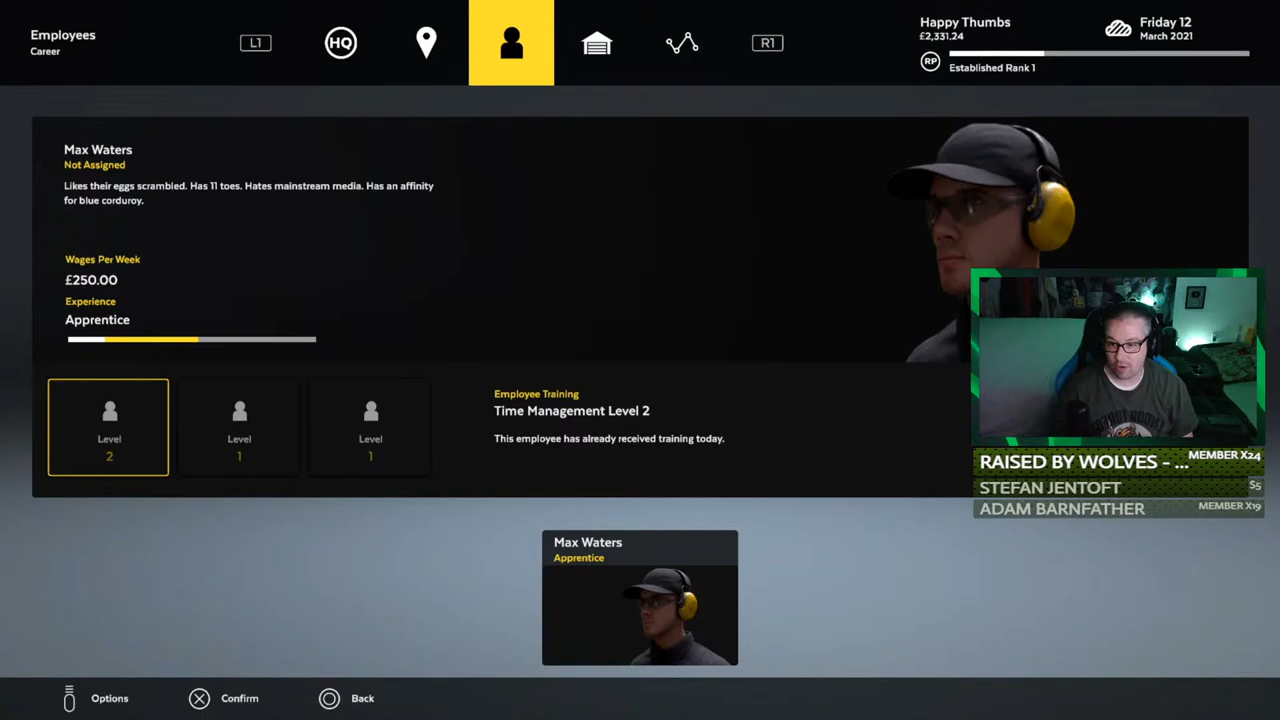 Employees
Career
L1
HQ
R1
Happy Thumbs
£2,331.24
RP
Established Rank 1
Friday 12
March 2021
Max Waters
Not Assigned
Likes their eggs scrambled. Has 11 toes. Hates mainstream media. Has an affinity
for blue corduroy.
Wages Per Week
£250.00
Experience
Apprentice
Level
2
Level
1
Level
1
Employee Training
Time Management Level 2
This employee has already received training today.
RAISED BY WOLVES - ... MEMBER X24
STEFAN JENTOFT $5
ADAM BARNFATHER MEMBER X19
Max Waters
Apprentice
Options
Confirm
Back